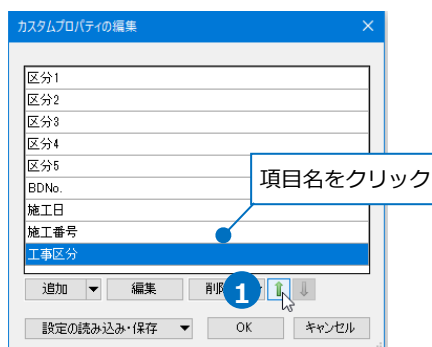 カスタムプロパティの編集
区分1
区分2
区分3
区分4
区分5
BDNo.
施工日
施工番号
工事区分
項目名をクリック
追加 編集 削 1
設定の読み込み・保存 OK キャンセル